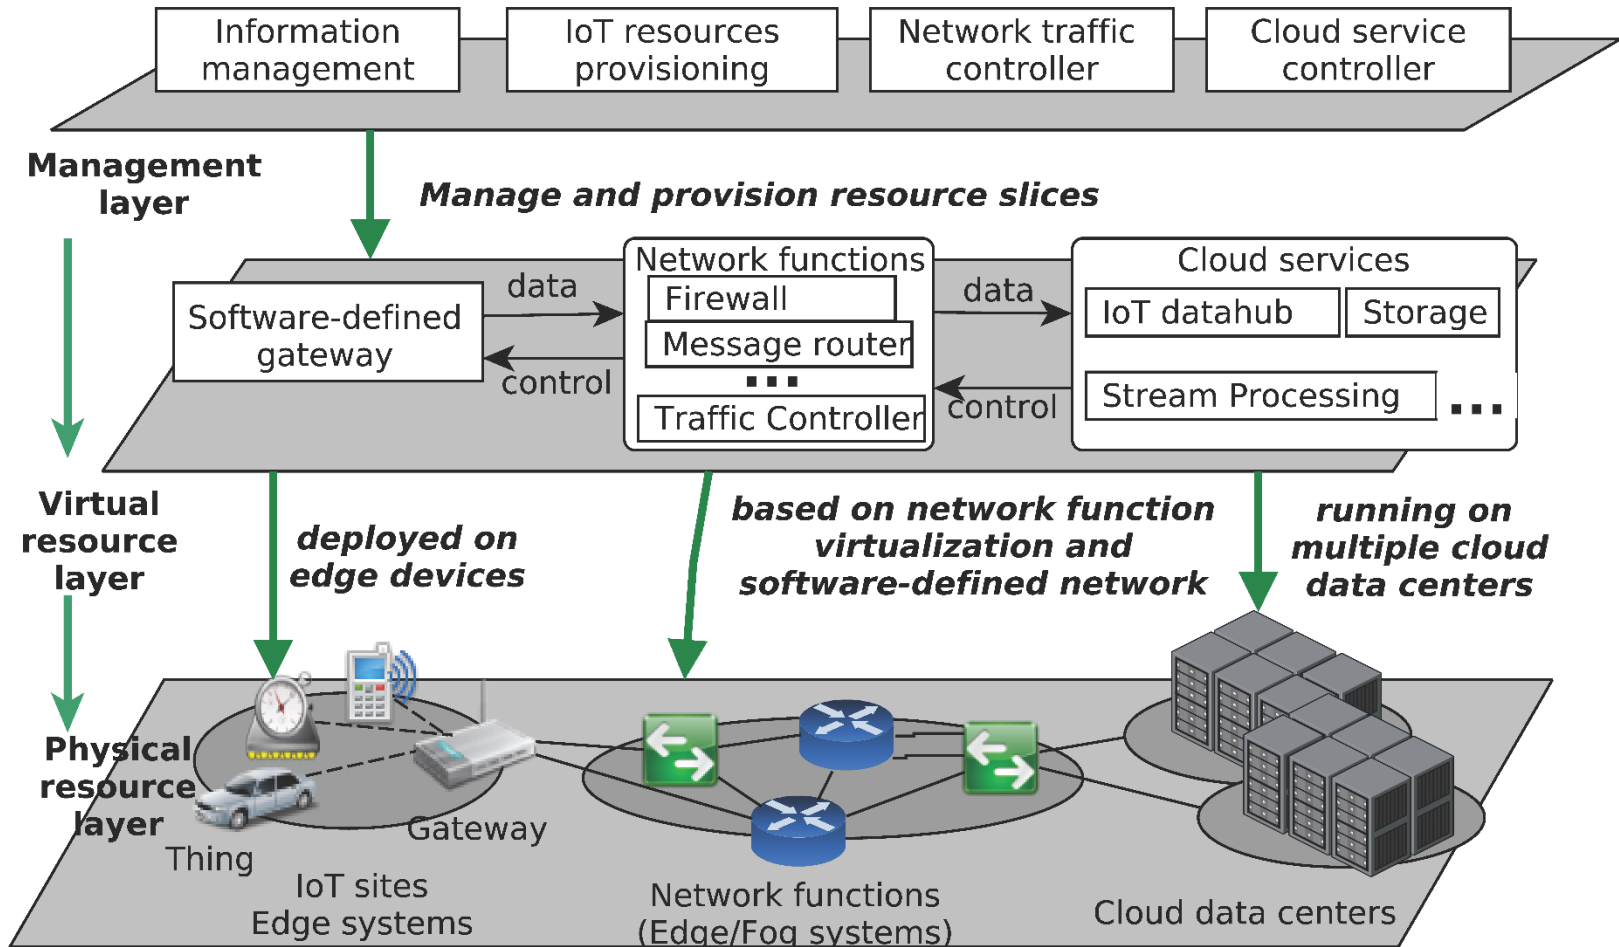 Information
management
IoT resources
provisioning
Network traffic
controller
Cloud service
controller
Management
layer
Manage and provision resource slices
Software-defined
gateway
data
control
Network functions
Firewall
Message router
...
Traffic Controller
data
control
Cloud services
IoT datahub
Storage
Stream Processing
...
Virtual
resource
layer
deployed on
edge devices
based on network function
virtualization and
software-defined network
running on
multiple cloud
data centers
Physical
resource
layer
Thing
Gateway
IoT sites
Edge systems
Network functions
(Edge/Fog systems)
Cloud data centers